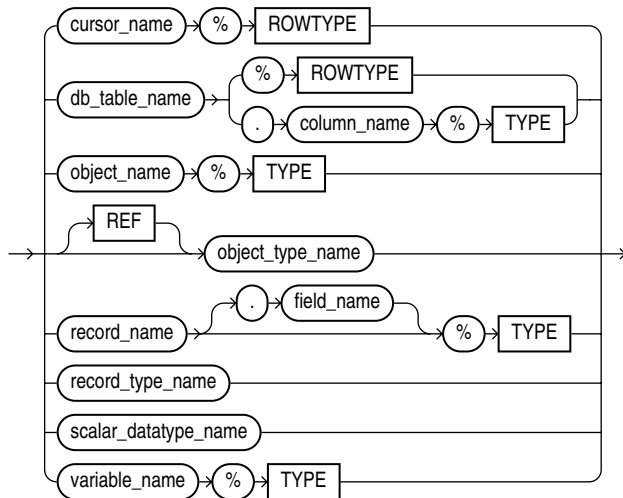 cursor_name % ROWTYPE
% ROWTYPE
db_table_name
. column_name % TYPE
object_name % TYPE
REF
object_type_name
. field_name
record_name % TYPE
record_type_name
scalar_datatype_name
variable_name % TYPE